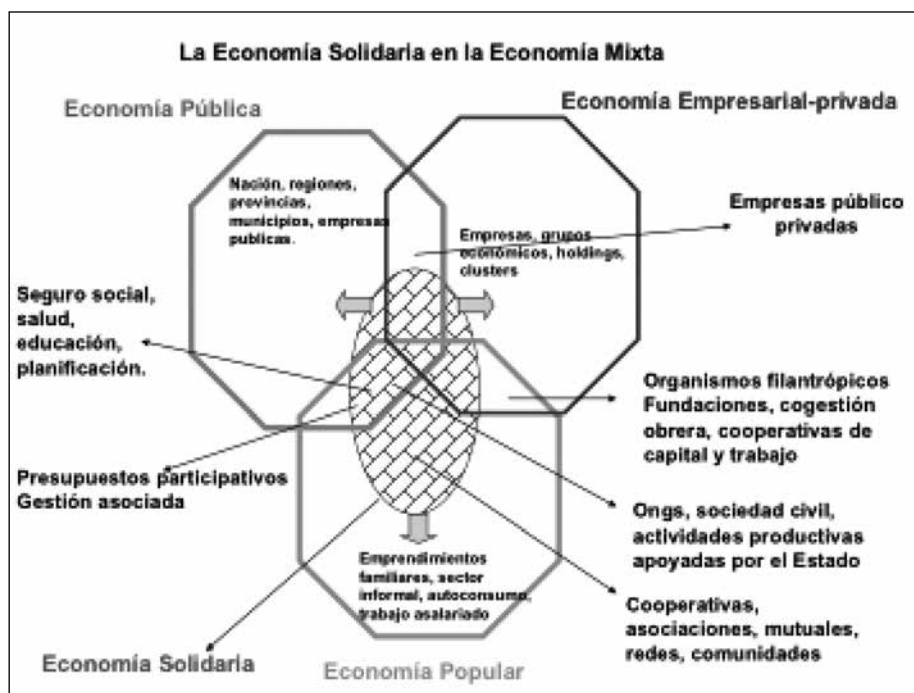 La Economía Solidaria en la Economía Mixta
Economía Pública
Economía Empresarial-privada
Nación, regiones,
provincias,
municipios, empresas
publicas.
Empresas, grupos
económicos, holdings,
clusters
Empresas público
privadas
Seguro social,
salud,
educación,
planificación.
Organismos filantrópicos
Fundaciones, cogestión
obrera, cooperativas de
capital y trabajo
Presupuestos participativos
Gestión asociada
Ongs, sociedad civil,
actividades productivas
apoyadas por el Estado
Emprendimientos
familiares, sector
informal, autoconsumo,
trabajo asalariado
Cooperativas,
asociaciones, mutuales,
redes, comunidades
Economía Solidaria
Economía Popular